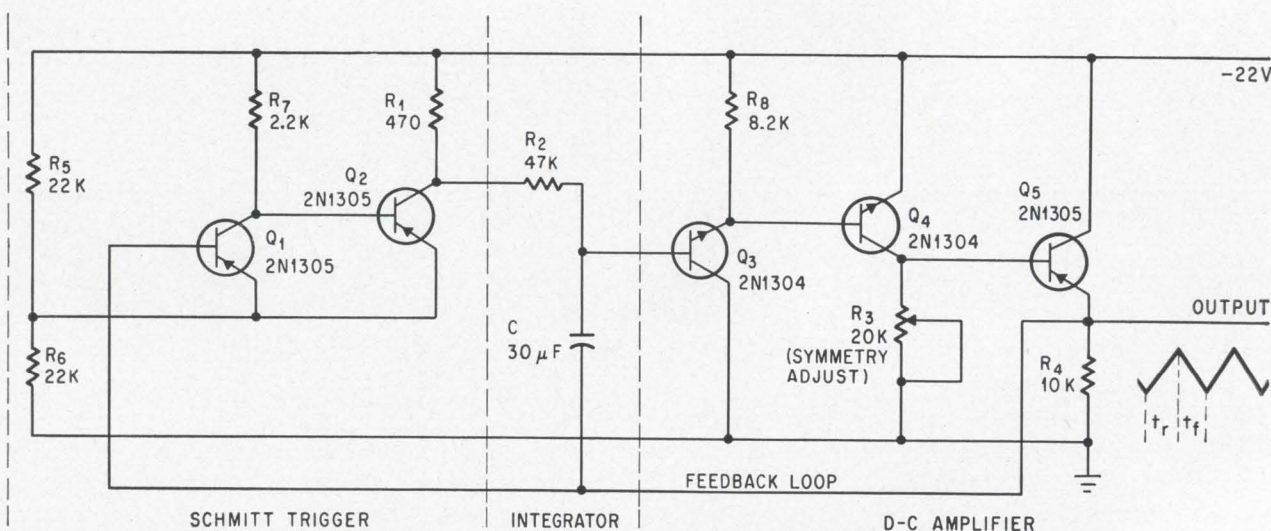 -22V
R7
2.2K
R1
470
R8
8.2K
R2
47K
R5
22K
Q2
2N1305
Q1
2N1305
Q3
2N1304
Q4
2N1304
Q5
2N1305
OUTPUT
C
30 μF
R3
20K
(SYMMETRY
ADJUST)
R6
22K
R4
10K
tr
tf
FEEDBACK LOOP
SCHMITT TRIGGER
INTEGRATOR
D-C AMPLIFIER